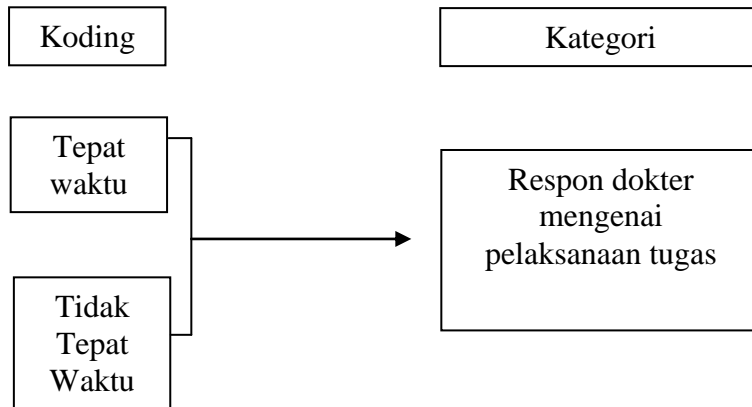 Koding
Kategori
Tepat
waktu
Respon dokter
mengenai
pelaksanaan tugas
Tidak
Tepat
Waktu